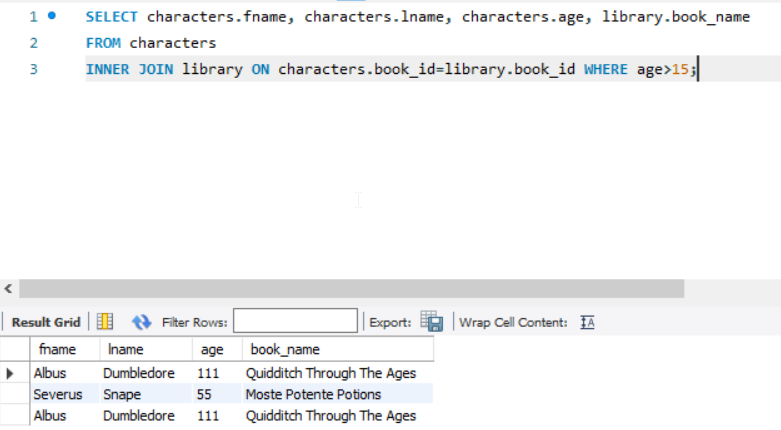 1 SELECT characters.fname, characters.lname, characters.age, library.book_name
2 FROM characters
3 INNER JOIN library ON characters.book_id=library.book_id WHERE age>15;
Result Grid Filter Rows: Export: Wrap Cell Content: IA
fname lname age book_name
Albus Dumbledore 111 Quidditch Through The Ages
Severus Snape 55 Moste Potente Potions
Albus Dumbledore 111 Quidditch Through The Ages